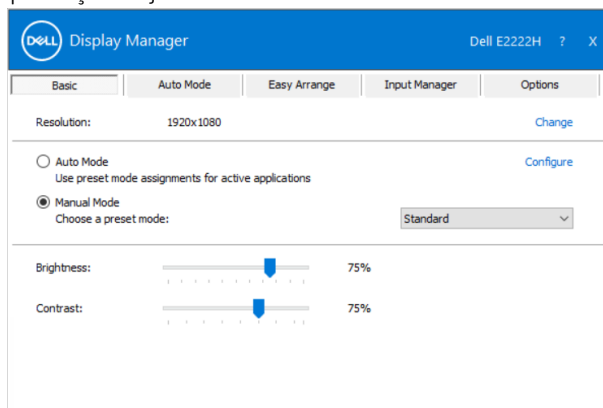 DELL Display Manager Dell E2222H ? X
Basic Auto Mode Easy Arrange Input Manager Options
Resolution: 1920x1080 Change
Auto Mode Configure
Use preset mode assignments for active applications
Manual Mode
Choose a preset mode: Standard
Brightness: 75%
Contrast: 75%